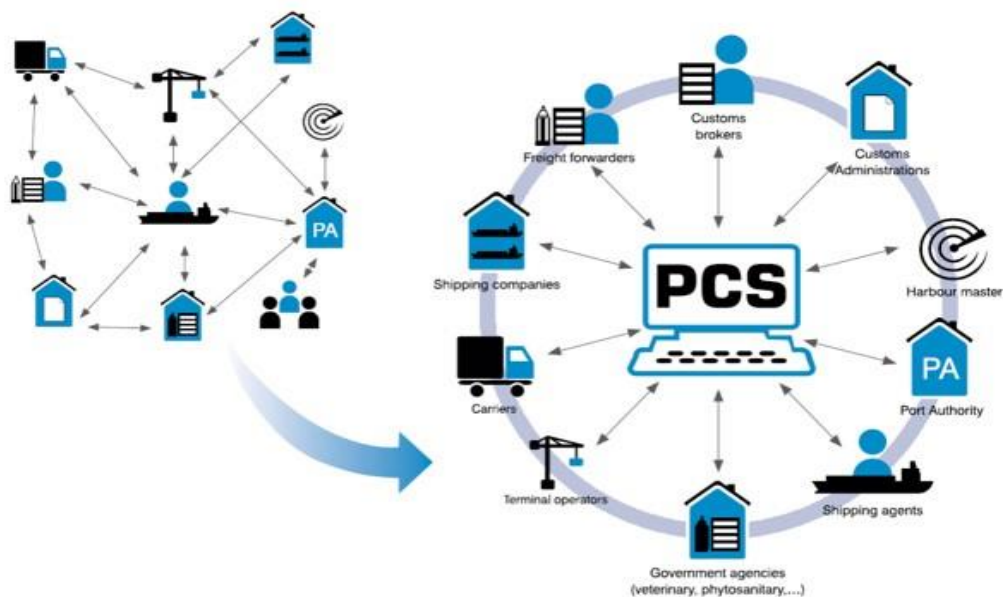 PA
Customs
brokers
Freight forwarders
Customs
Administrations
Shipping companies
PCS
Harbour master
PA
Port Authority
Carriers
Terminal operators
Shipping agents
Government agencies
(veterinary, phytosanitary,...)